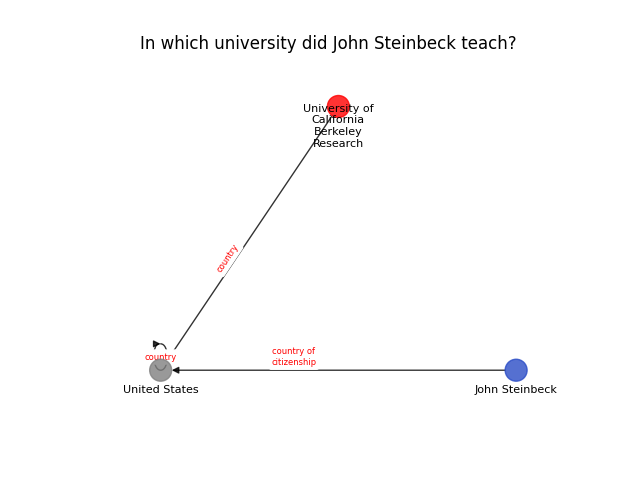 In which university did John Steinbeck teach?
University of
California
Berkeley
Research
country
country of
citizenship
country
United States
John Steinbeck